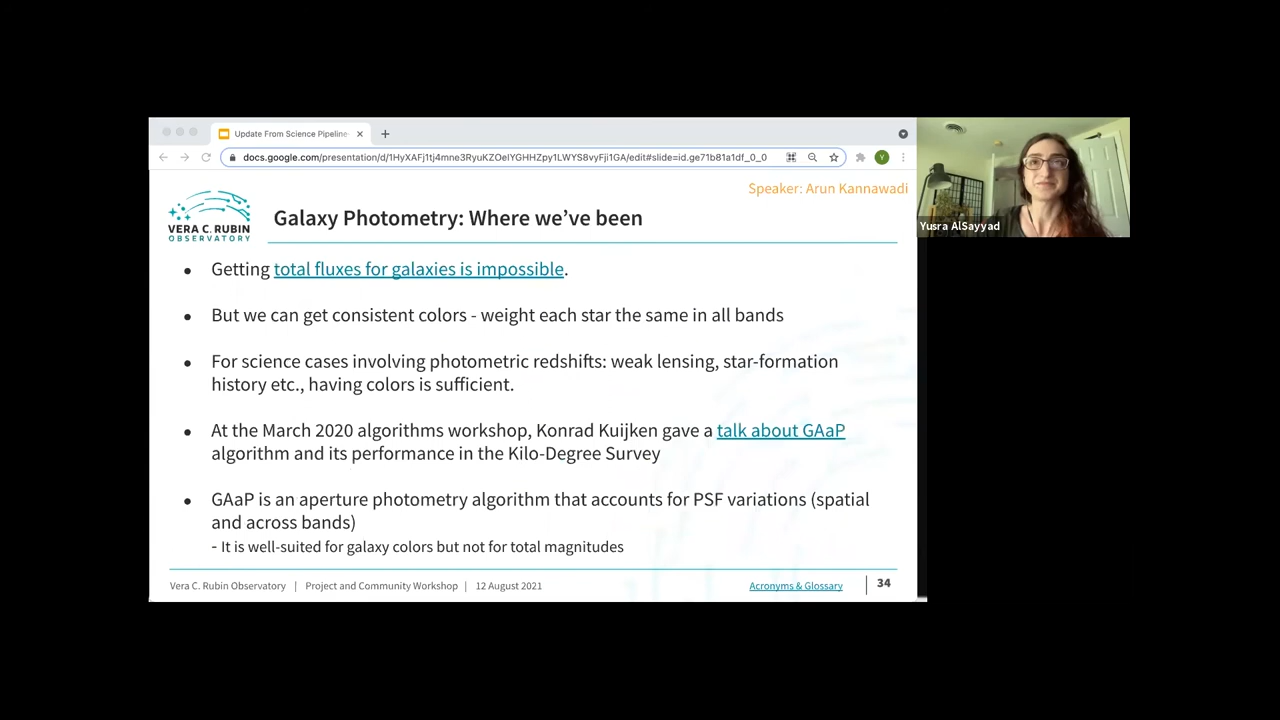 Update From Science Pipeline
docs.google.com/presentation/d/1HyXAFj1tj4mne3RyuKZOeIYGHHZpy1LWYS8vyFji1GA/edit#slide=id.ge71b81a1df_0_0
V
Speaker: Arun Kannawadi
VERA C. RUBIN
OBSERVATORY
Galaxy Photometry: Where we’ve been
Yusra AlSayyad
● Getting total fluxes for galaxies is impossible.
● But we can get consistent colors - weight each star the same in all bands
● For science cases involving photometric redshifts: weak lensing, star-formation
history etc., having colors is sufficient.
● At the March 2020 algorithms workshop, Konrad Kuijken gave a talk about GAaP
algorithm and its performance in the Kilo-Degree Survey
● GAaP is an aperture photometry algorithm that accounts for PSF variations (spatial
and across bands)
- It is well-suited for galaxy colors but not for total magnitudes
Vera C. Rubin Observatory | Project and Community Workshop | 12 August 2021
Acronyms & Glossary
34